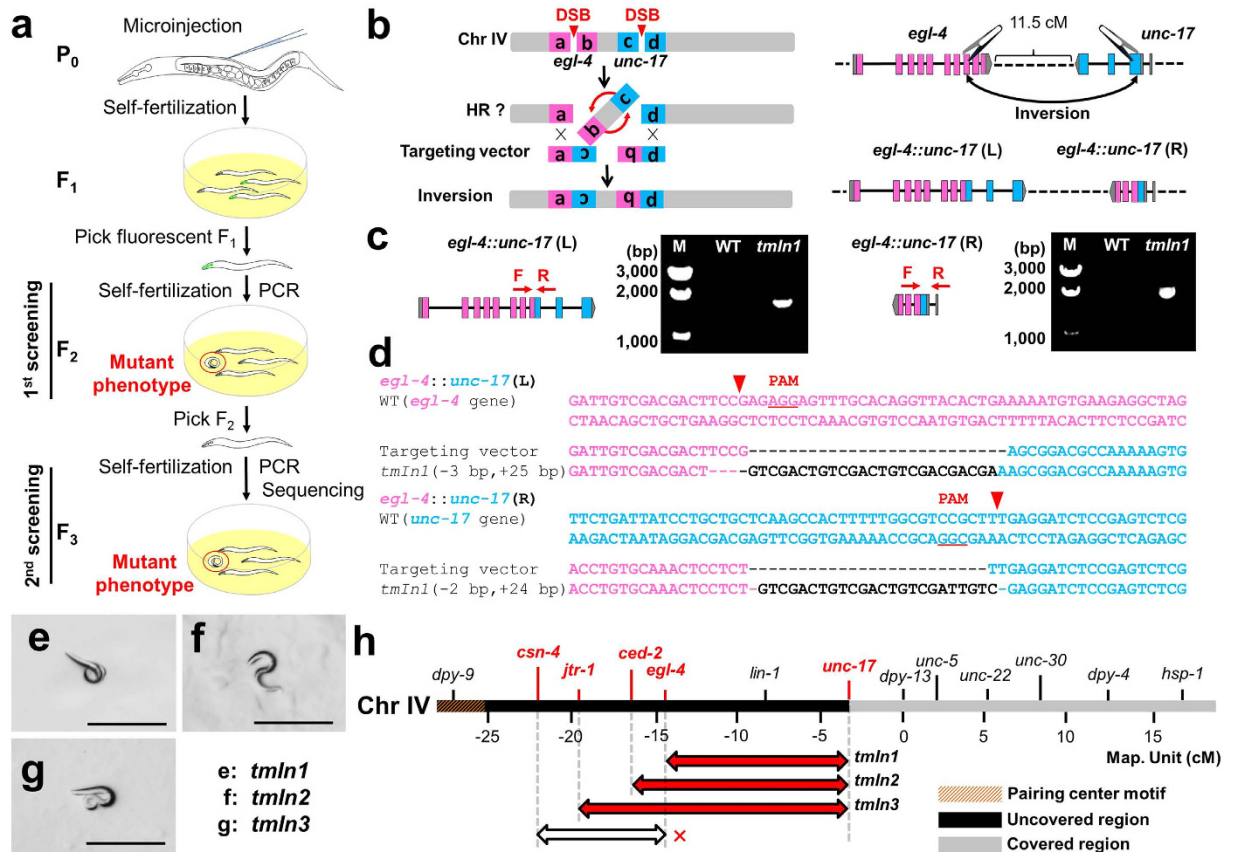 a
Microinjection
P0
Self-fertilization
F1
Pick fluorescent F1
Self-fertilization PCR
1st screening
F2
Mutant phenotype
Pick F2
Self-fertilization PCR
Sequencing
2nd screening
F3
Mutant phenotype
b
DSB DSB
Chr IV a b c d
egl-4 unc-17
HR ? a b c d
Targeting vector a c b d
Inversion a c b d
11.5 cM
egl-4 unc-17
Inversion
egl-4::unc-17 (L) egl-4::unc-17 (R)
c
egl-4::unc-17 (L)
F R
(bp) M WT tmIn1
3,000
2,000
1,000
egl-4::unc-17 (R)
F R
(bp) M WT tmIn1
3,000
2,000
1,000
d
egl-4::unc-17(L) PAM
WT(egl-4 gene) GATTGTCGACGACTTCCGAGAGGAGTTTGCACAGGTTACACTGAAAAATGTGAAGAGGCTAG
CTAACAGCTGCTGAAGGCTCTCCTCAAACGTGTCCAATGTGACTTTTTACACTTCTCCGATC
Targeting vector GATTGTCGACGACTTCCG--------------------------AGCGGACGCCAAAAAGTG
tmIn1(-3 bp,+25 bp) GATTGTCGACGACT----GTCGACTGTCGACTGTCGACGACGAAAGCGGACGCCAAAAAGTG
egl-4::unc-17(R) PAM
WT(unc-17 gene) TTCTGATTATCCTGCTGCTCAAGCCACTTTTTGGCGTCCGCTTTGAGGATCTCCGAGTCTCG
AAGACTAATAGGACGACGAGTTCGGTGAAAAACCGCAGGCGAAACTCCTAGAGGCTCAGAGC
Targeting vector ACCTGTGCAAACTCCTCT------------------------TTGAGGATCTCCGAGTCTCG
tmIn1(-2 bp,+24 bp) ACCTGTGCAAACTCCTCT-GTCGACTGTCGACTGTCGATTGTC-GAGGATCTCCGAGTCTCG
e
f
g
e: tmIn1
f: tmIn2
g: tmIn3
h
csn-4 ced-2 unc-17 unc-5 unc-30
dpy-9 jtr-1 egl-4 lin-1 dpy-13 unc-22 dpy-4 hsp-1
Chr IV
-25 -20 -15 -10 -5 0 5 10 15
Map. Unit (cM)
tmIn1
tmIn2
tmIn3
Pairing center motif
Uncovered region
Covered region